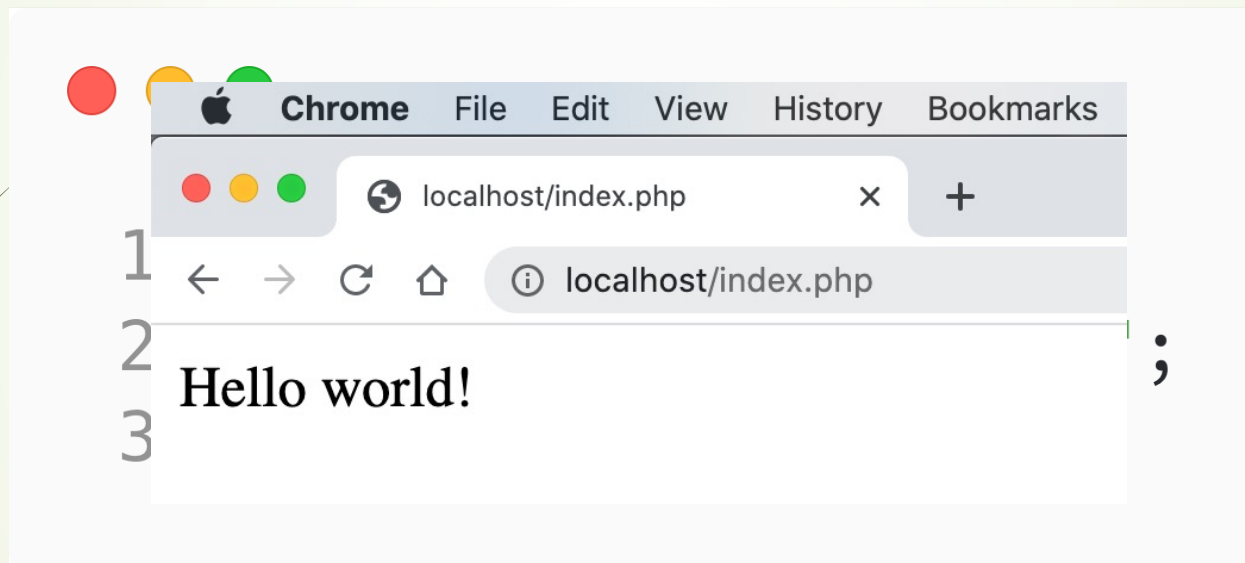 Chrome File Edit View History Bookmarks
localhost/index.php
1
localhost/index.php
2 ;
Hello world!
3